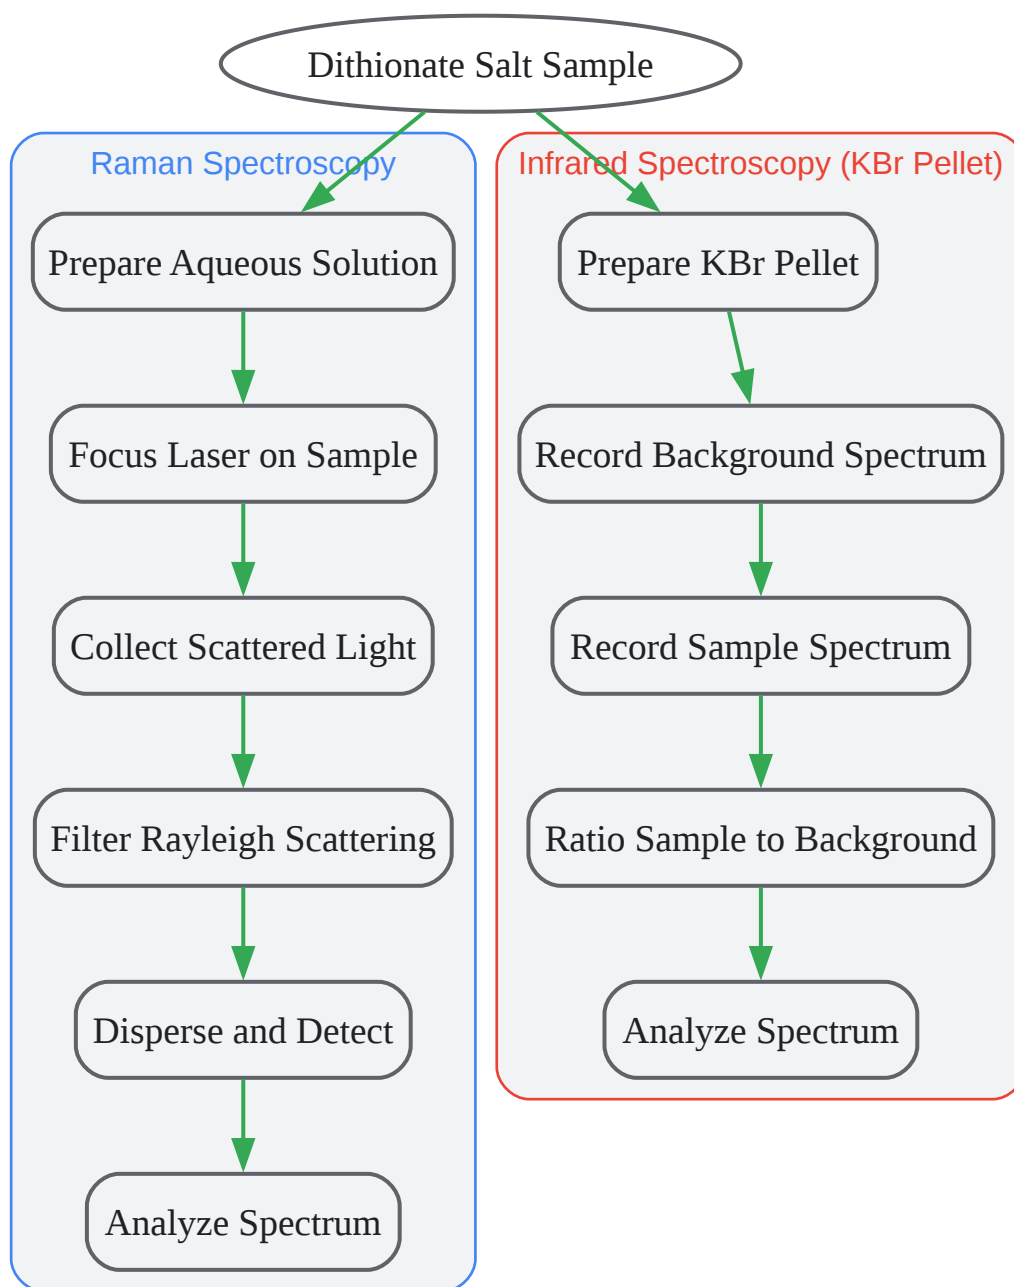 Dithionate Salt Sample
Raman Spectroscopy
Prepare Aqueous Solution
Focus Laser on Sample
Collect Scattered Light
Filter Rayleigh Scattering
Disperse and Detect
Analyze Spectrum
Infrared Spectroscopy (KBr Pellet)
Prepare KBr Pellet
Record Background Spectrum
Record Sample Spectrum
Ratio Sample to Background
Analyze Spectrum